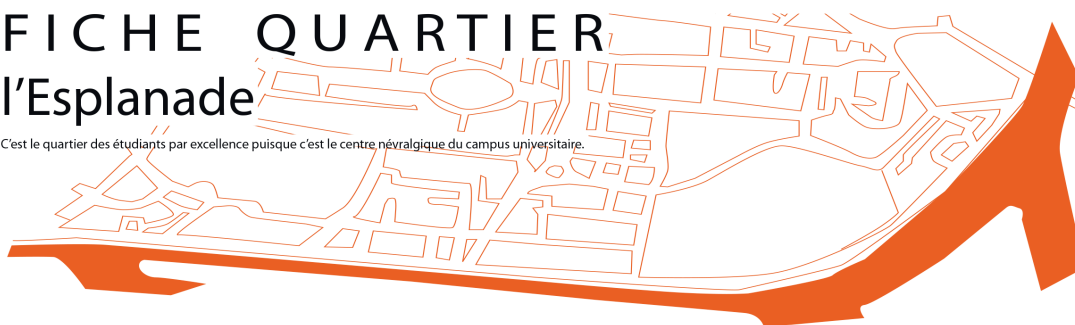 FICHE QUARTIER
l’Esplanade
C’est le quartier des étudiants par excellence puisque c’est le centre névralgique du campus universitaire.